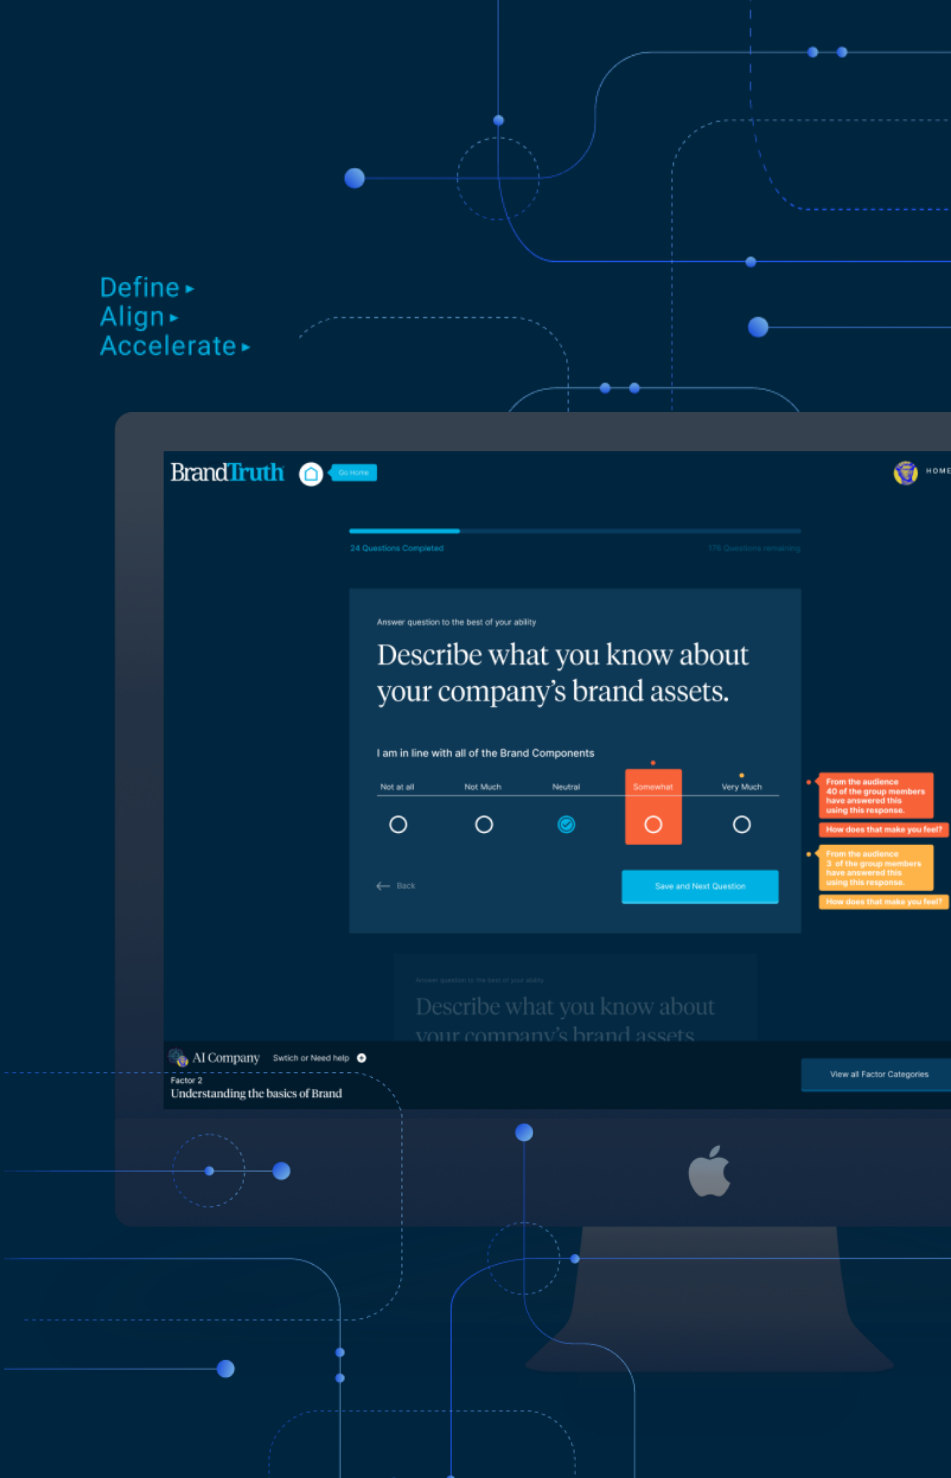 Define
Align
Accelerate
BrandTruth
Go Home
HOME
24 Questions Completed
176 Questions remaining
Answer question to the best of your ability
Describe what you know about
your company’s brand assets.
I am in line with all of the Brand Components
Not at all
Not Much
Neutral
Somewhat
Very Much
From the audience
40 of the group members
have answered this
using this response.
How does that make you feel?
From the audience
3 of the group members
have answered this
using this response.
How does that make you feel?
Back
Save and Next Question
Answer question to the best of your ability
Describe what you know about
your company’s brand assets
AI Company
Swtich or Need help
Factor 2
Understanding the basics of Brand
View all Factor Categories